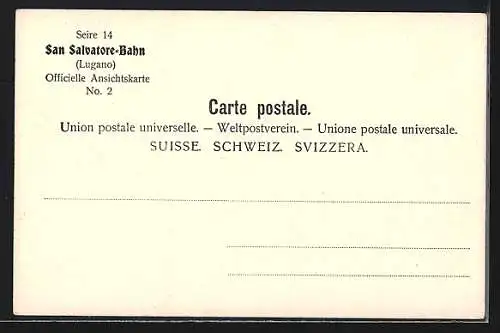 Seire 14
San Salvatore-Bahn
(Lugano)
Officielle Ansichtskarte
No. 2
Carte postale.
Union postale universelle. — Weltpostverein. — Unione postale universale.
SUISSE. SCHWEIZ. SVIZZERA.